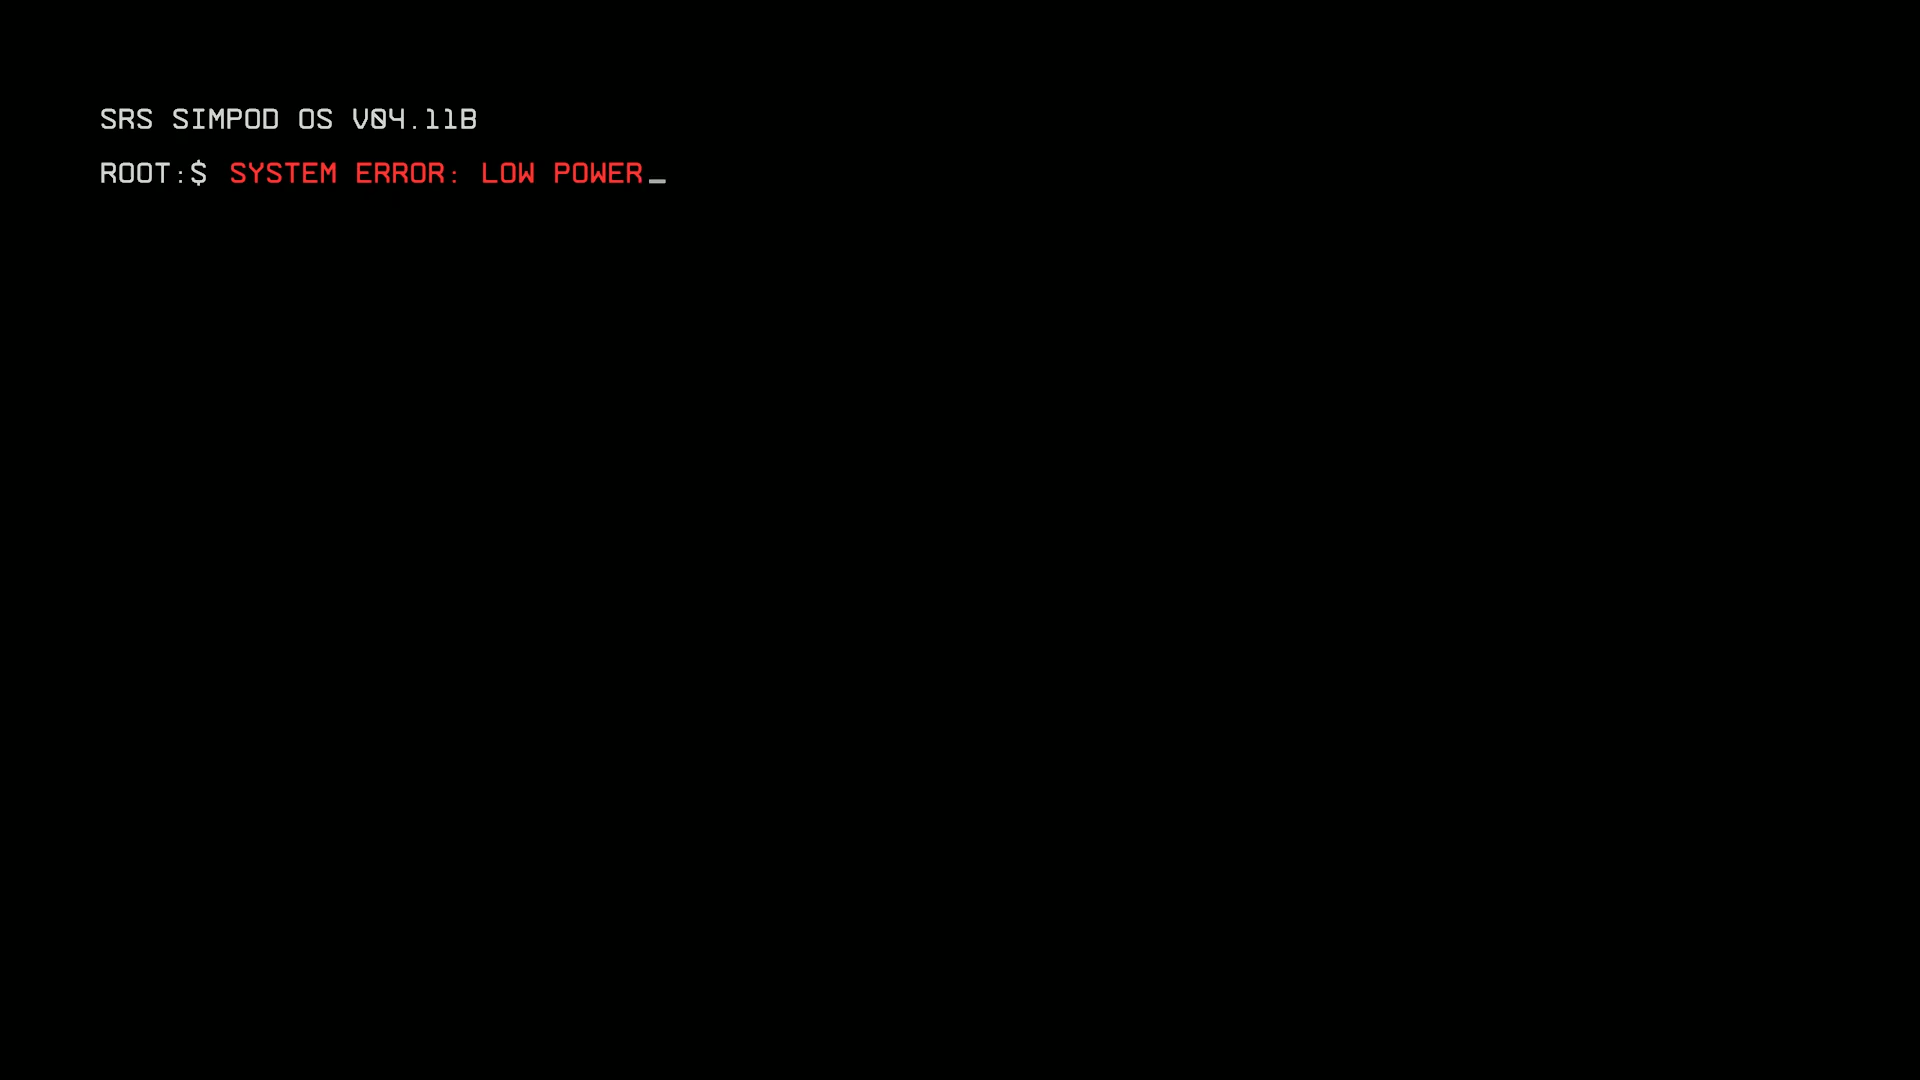 SRS SIMPOD OS V04.11B
ROOT:$ SYSTEM ERROR: LOW POWER_